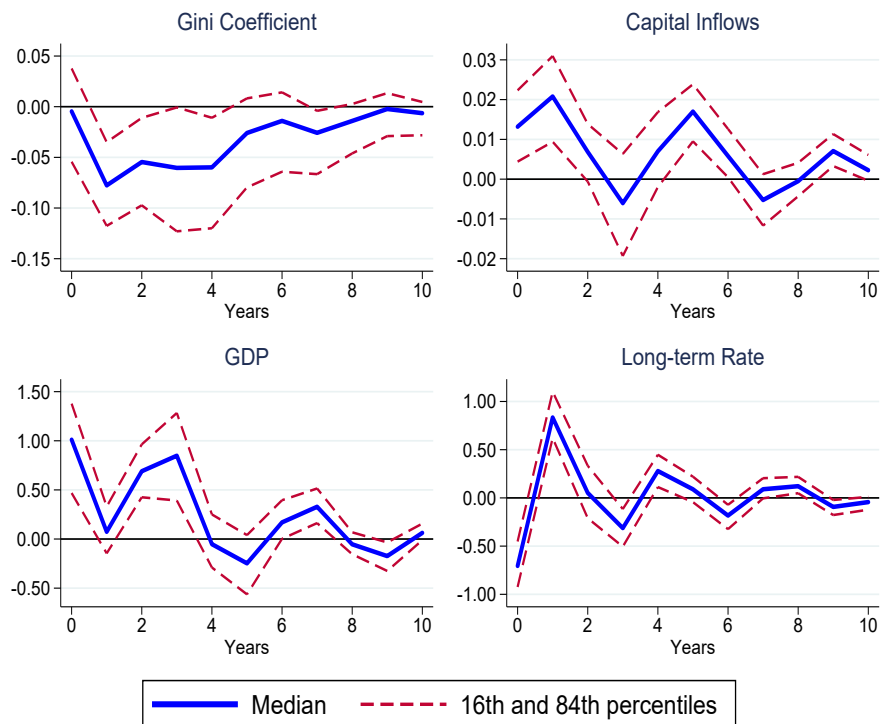 Gini Coefficient
0.05
0.00
-0.05
-0.10
-0.15
0 2 4 6 8 10
Years
Capital Inflows
0.03
0.02
0.01
0.00
-0.01
-0.02
0 2 4 6 8 10
Years
GDP
1.50
1.00
0.50
0.00
-0.50
0 2 4 6 8 10
Years
Long-term Rate
1.00
0.50
0.00
-0.50
-1.00
0 2 4 6 8 10
Years
Median 16th and 84th percentiles